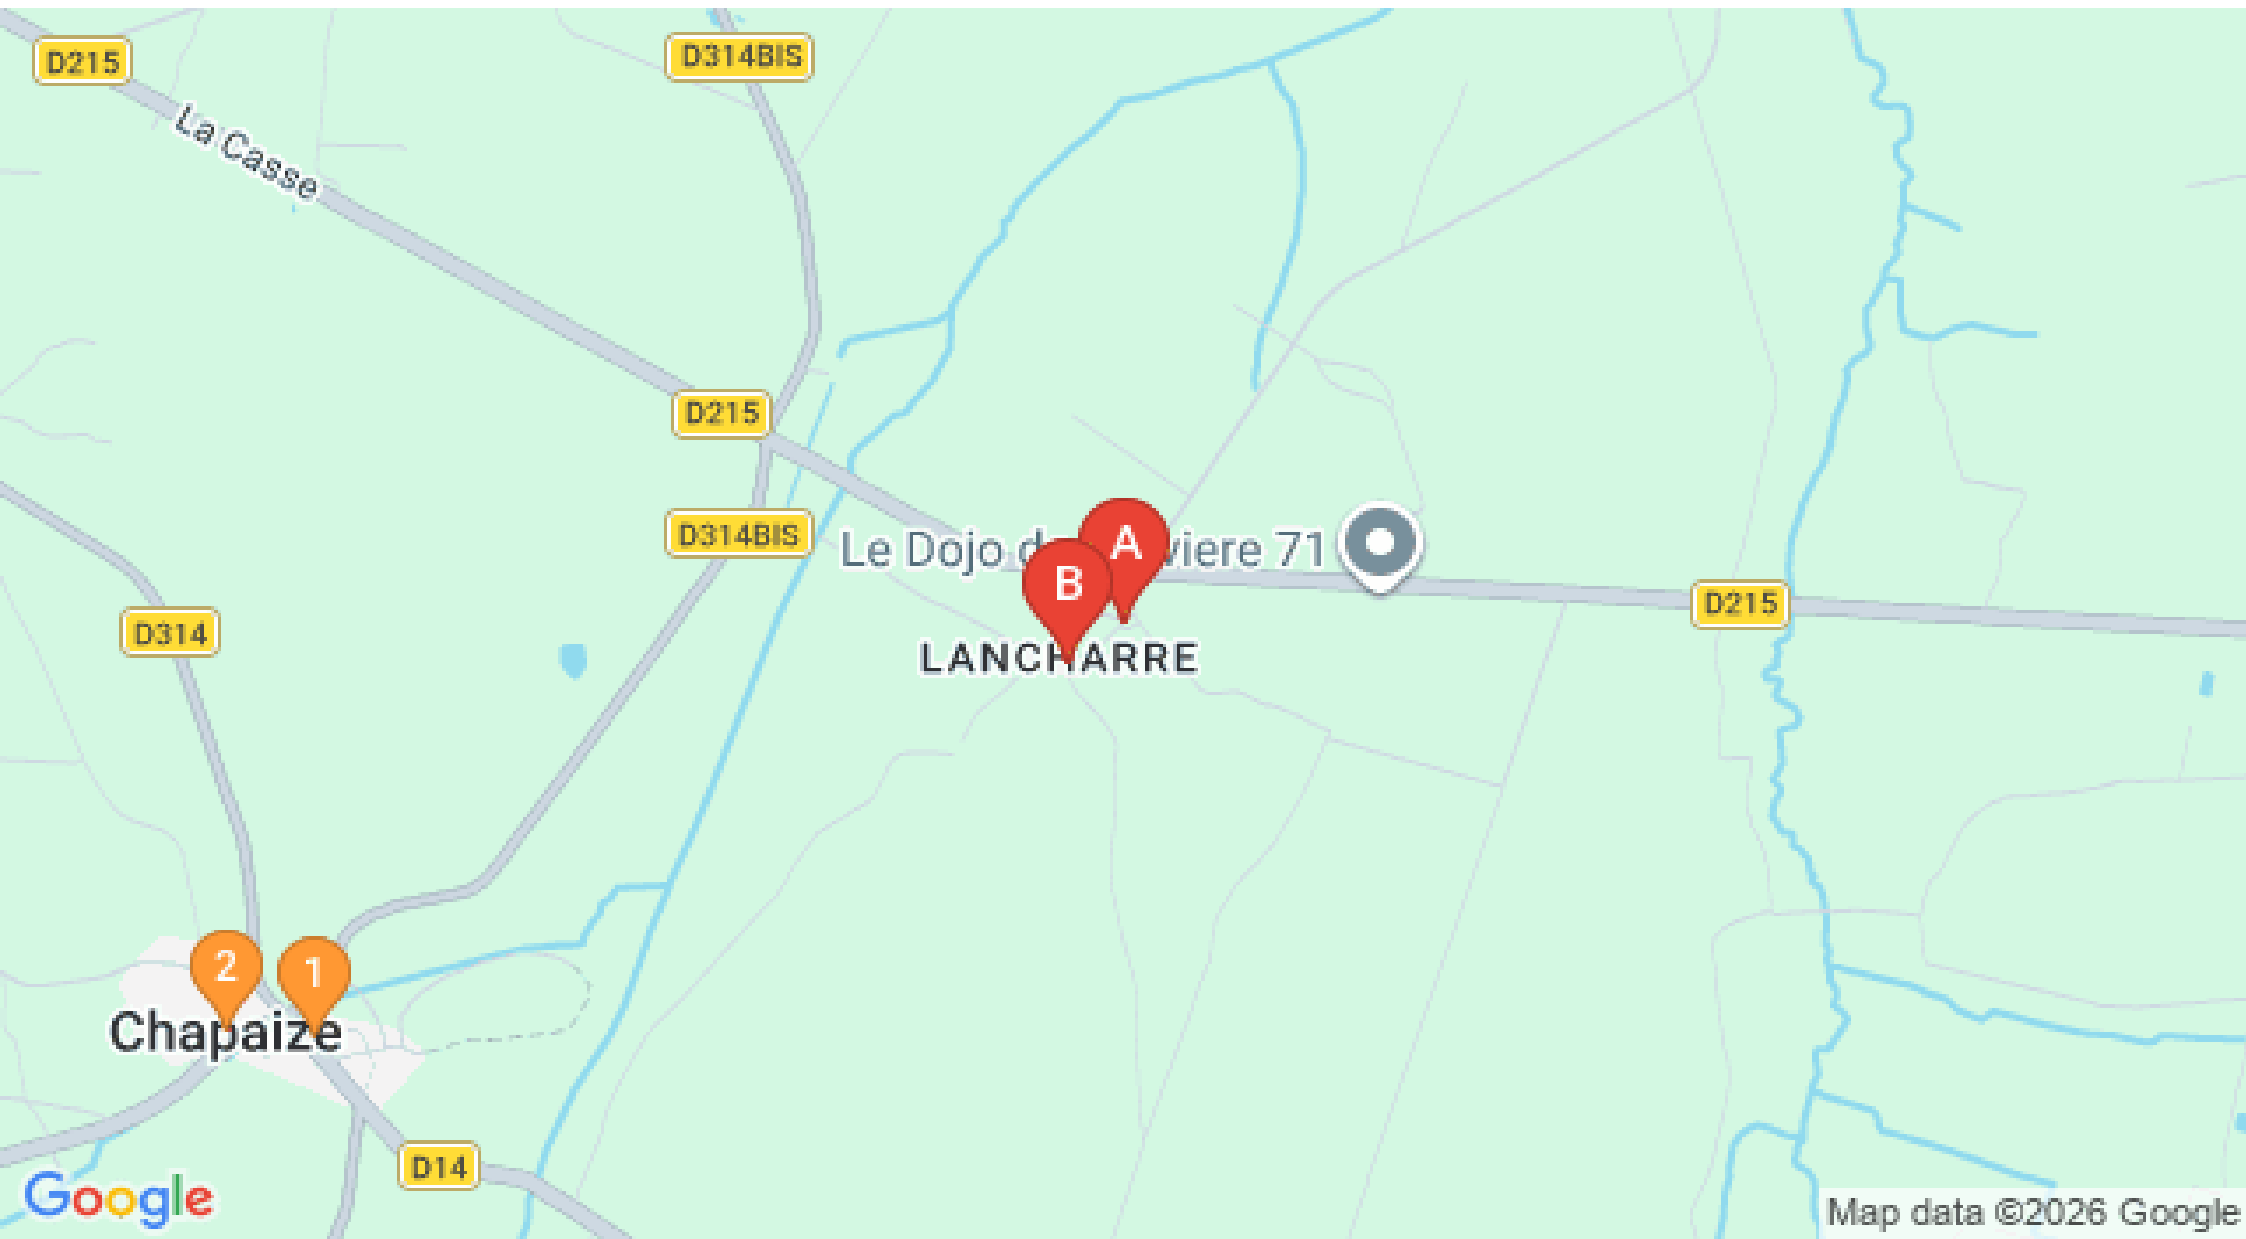 D215
D314BIS
La Casse
D215
D314BIS
Le Dojo d
viere 71
A
B
D215
D314
LANCHARRE
2
1
Chapaize
D14
Google
Map data ©2026 Google